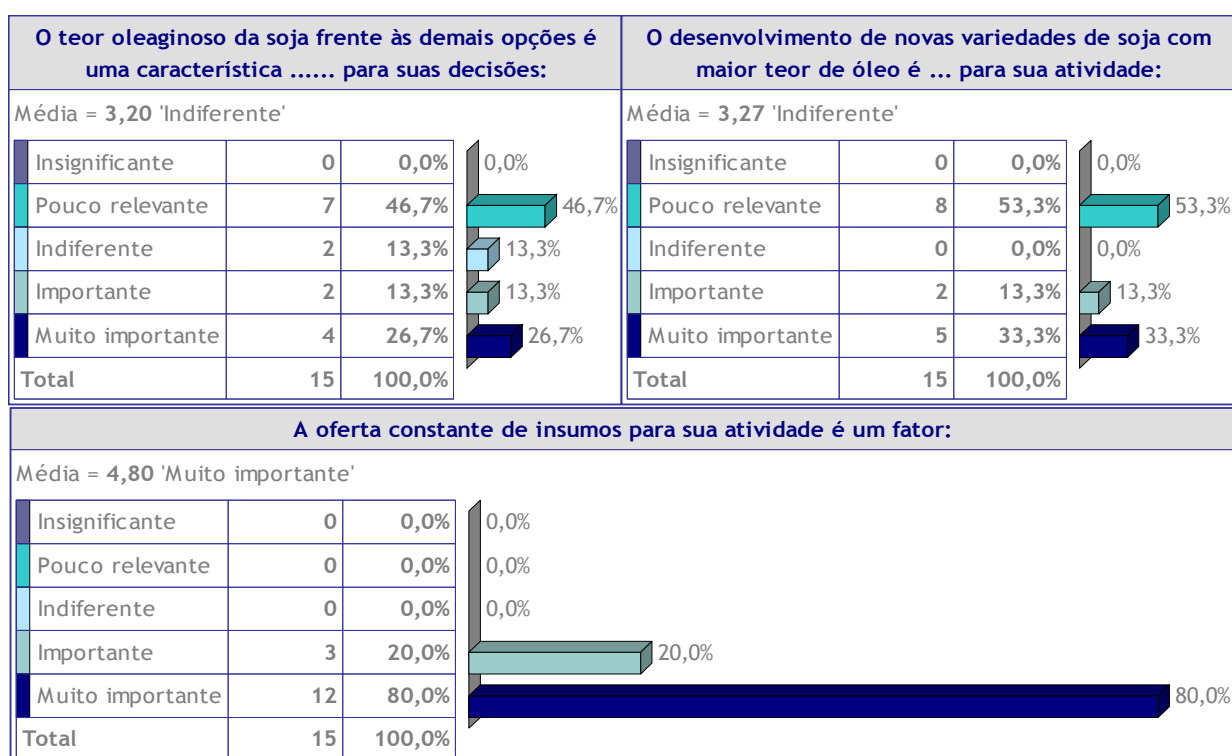 O teor oleaginoso da soja frente às demais opções é
uma característica ...... para suas decisões:
Média = 3,20 'Indiferente'
Insignificante 0 0,0% 0,0%
Pouco relevante 7 46,7% 46,7%
Indiferente 2 13,3% 13,3%
Importante 2 13,3% 13,3%
Muito importante 4 26,7% 26,7%
Total 15 100,0%
O desenvolvimento de novas variedades de soja com
maior teor de óleo é ... para sua atividade:
Média = 3,27 'Indiferente'
Insignificante 0 0,0% 0,0%
Pouco relevante 8 53,3% 53,3%
Indiferente 0 0,0% 0,0%
Importante 2 13,3% 13,3%
Muito importante 5 33,3% 33,3%
Total 15 100,0%
A oferta constante de insumos para sua atividade é um fator:
Média = 4,80 'Muito importante'
Insignificante 0 0,0% 0,0%
Pouco relevante 0 0,0% 0,0%
Indiferente 0 0,0% 0,0%
Importante 3 20,0% 20,0%
Muito importante 12 80,0% 80,0%
Total 15 100,0%